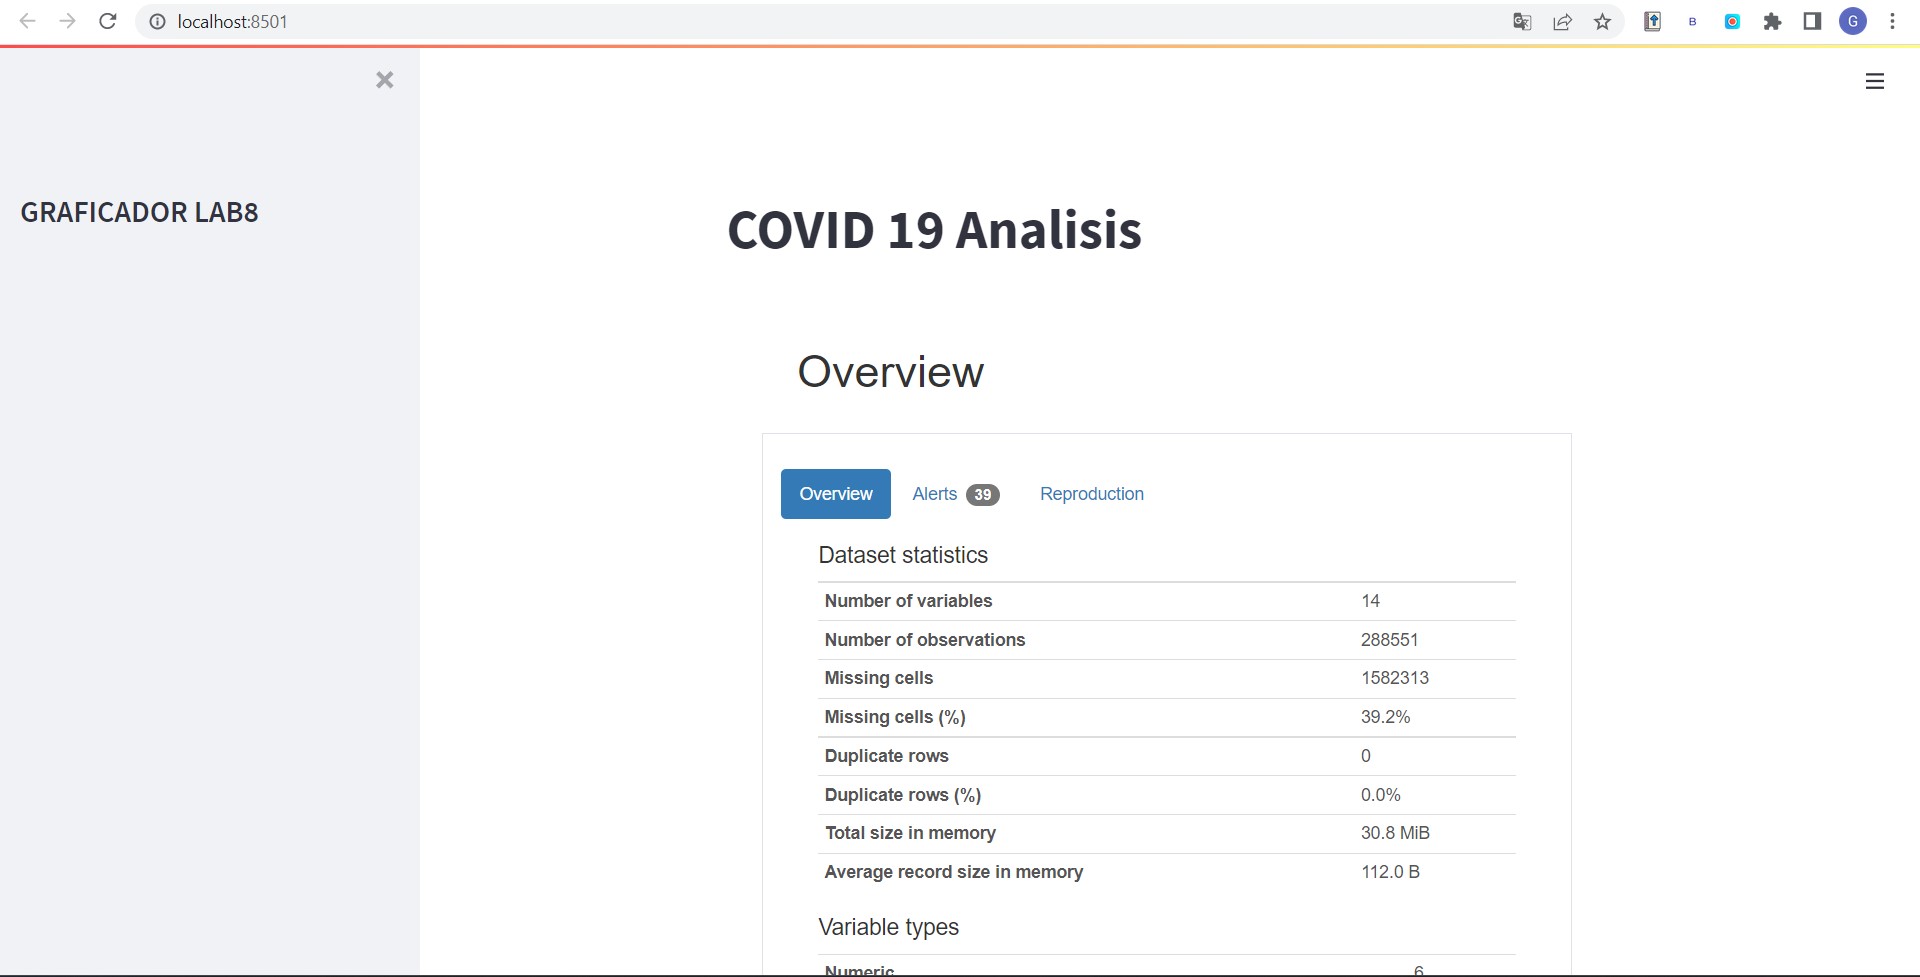 localhost:8501
B
G
GRAFICADOR LAB8
COVID 19 Analisis
Overview
Overview Alerts 39 Reproduction
Dataset statistics
Number of variables 14
Number of observations 288551
Missing cells 1582313
Missing cells (%) 39.2%
Duplicate rows 0
Duplicate rows (%) 0.0%
Total size in memory 30.8 MiB
Average record size in memory 112.0 B
Variable types
Numeric 6